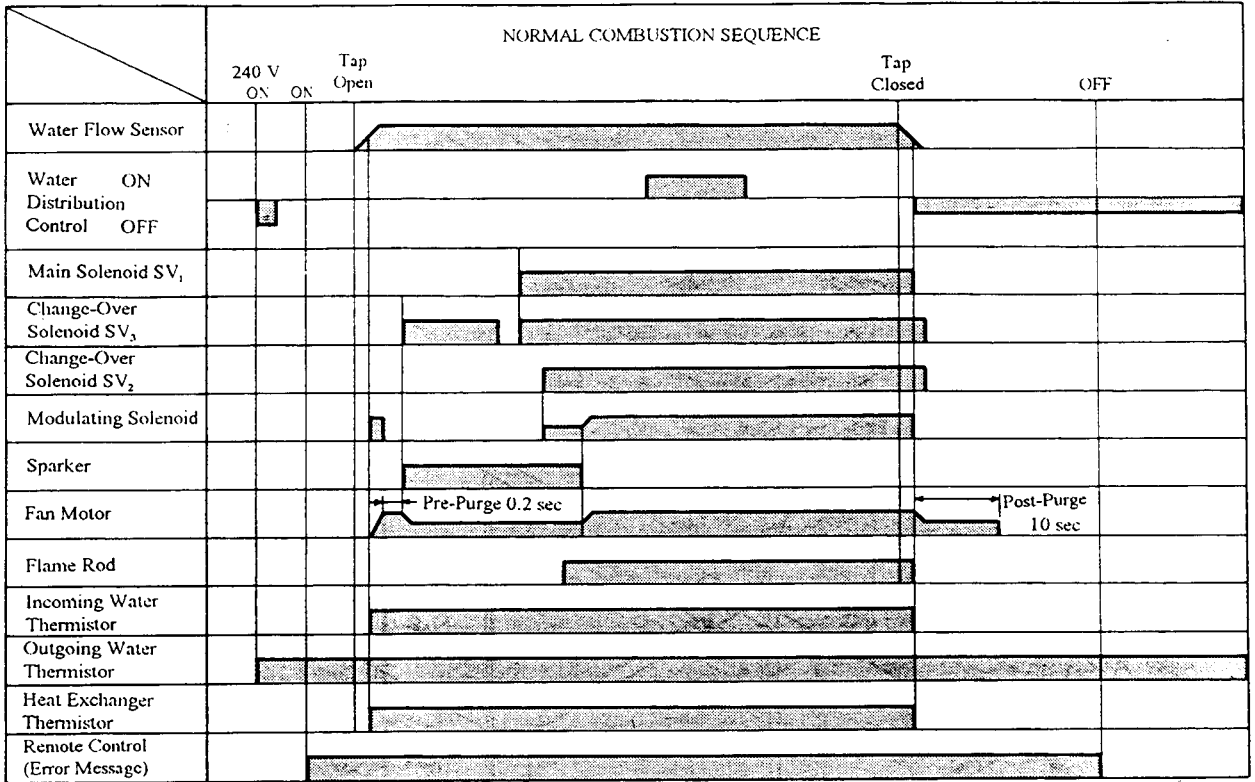 NORMAL COMBUSTION SEQUENCE
240 V
ON
ON
Tap
Open
Tap
Closed
OFF
Water Flow Sensor
Water ON
Distribution
Control OFF
Main Solenoid SV₁
Change-Over
Solenoid SV₃
Change-Over
Solenoid SV₂
Modulating Solenoid
Sparker
Fan Motor
Pre-Purge 0.2 sec
Post-Purge
10 sec
Flame Rod
Incoming Water
Thermistor
Outgoing Water
Thermistor
Heat Exchanger
Thermistor
Remote Control
(Error Message)